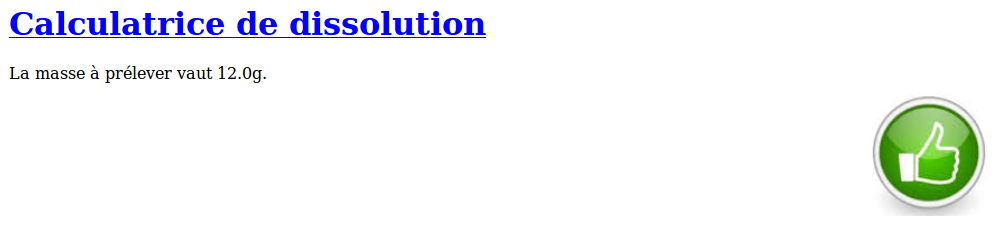 Calculatrice de dissolution
La masse à prélever vaut 12.0g.